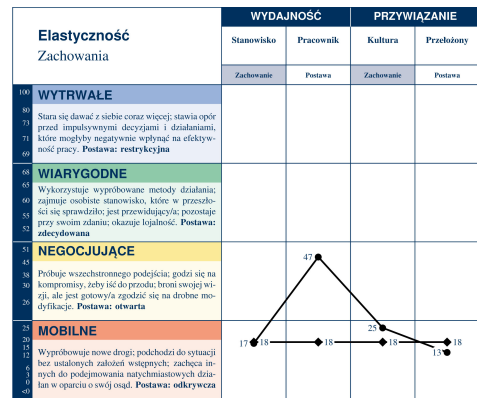 WYDAJNOŚĆ PRZYWIĄZANIE
Elastyczność
Zachowania
Stanowisko Pracownik Kultura Przełożony
Zachowanie Postawa Zachowanie Postawa
100 WYTRWAŁE
80
73
71
69
Stara się dawać z siebie coraz więcej; stawia opór
przed impulsywnymi decyzjami i działaniami,
które mogłyby negatywnie wpłynąć na efektyw-
ność pracy. Postawa: restrykcyjna
68 WIARYGODNE
65
60
55
52
Wykorzystuje wypróbowane metody działania;
zajmuje osobiste stanowisko, które w przeszło-
ści się sprawdziło; jest przewidujący/a; pozostaje
przy swoim zdaniu; okazuje lojalność. Postawa:
zdecydowana
51 NEGOCJUJĄCE
45
38
30
26
Próbuje wszechstronnego podejścia; godzi się na
kompromisy, żeby iść do przodu; broni swojej wi-
zji, ale jest gotowy/a zgodzić się na drobne mo-
dyfikacje. Postawa: otwarta
47
25 MOBILNE
20
15
12
6
3
0
<0
Wypróbowuje nowe drogi; podchodzi do sytuacji
bez ustalonych założeń wstępnych; zachęca in-
nych do podejmowania natychmiastowych dzia-
łań w oparciu o swój osąd. Postawa: odkrywcza
25
17 18 18 18 18
13